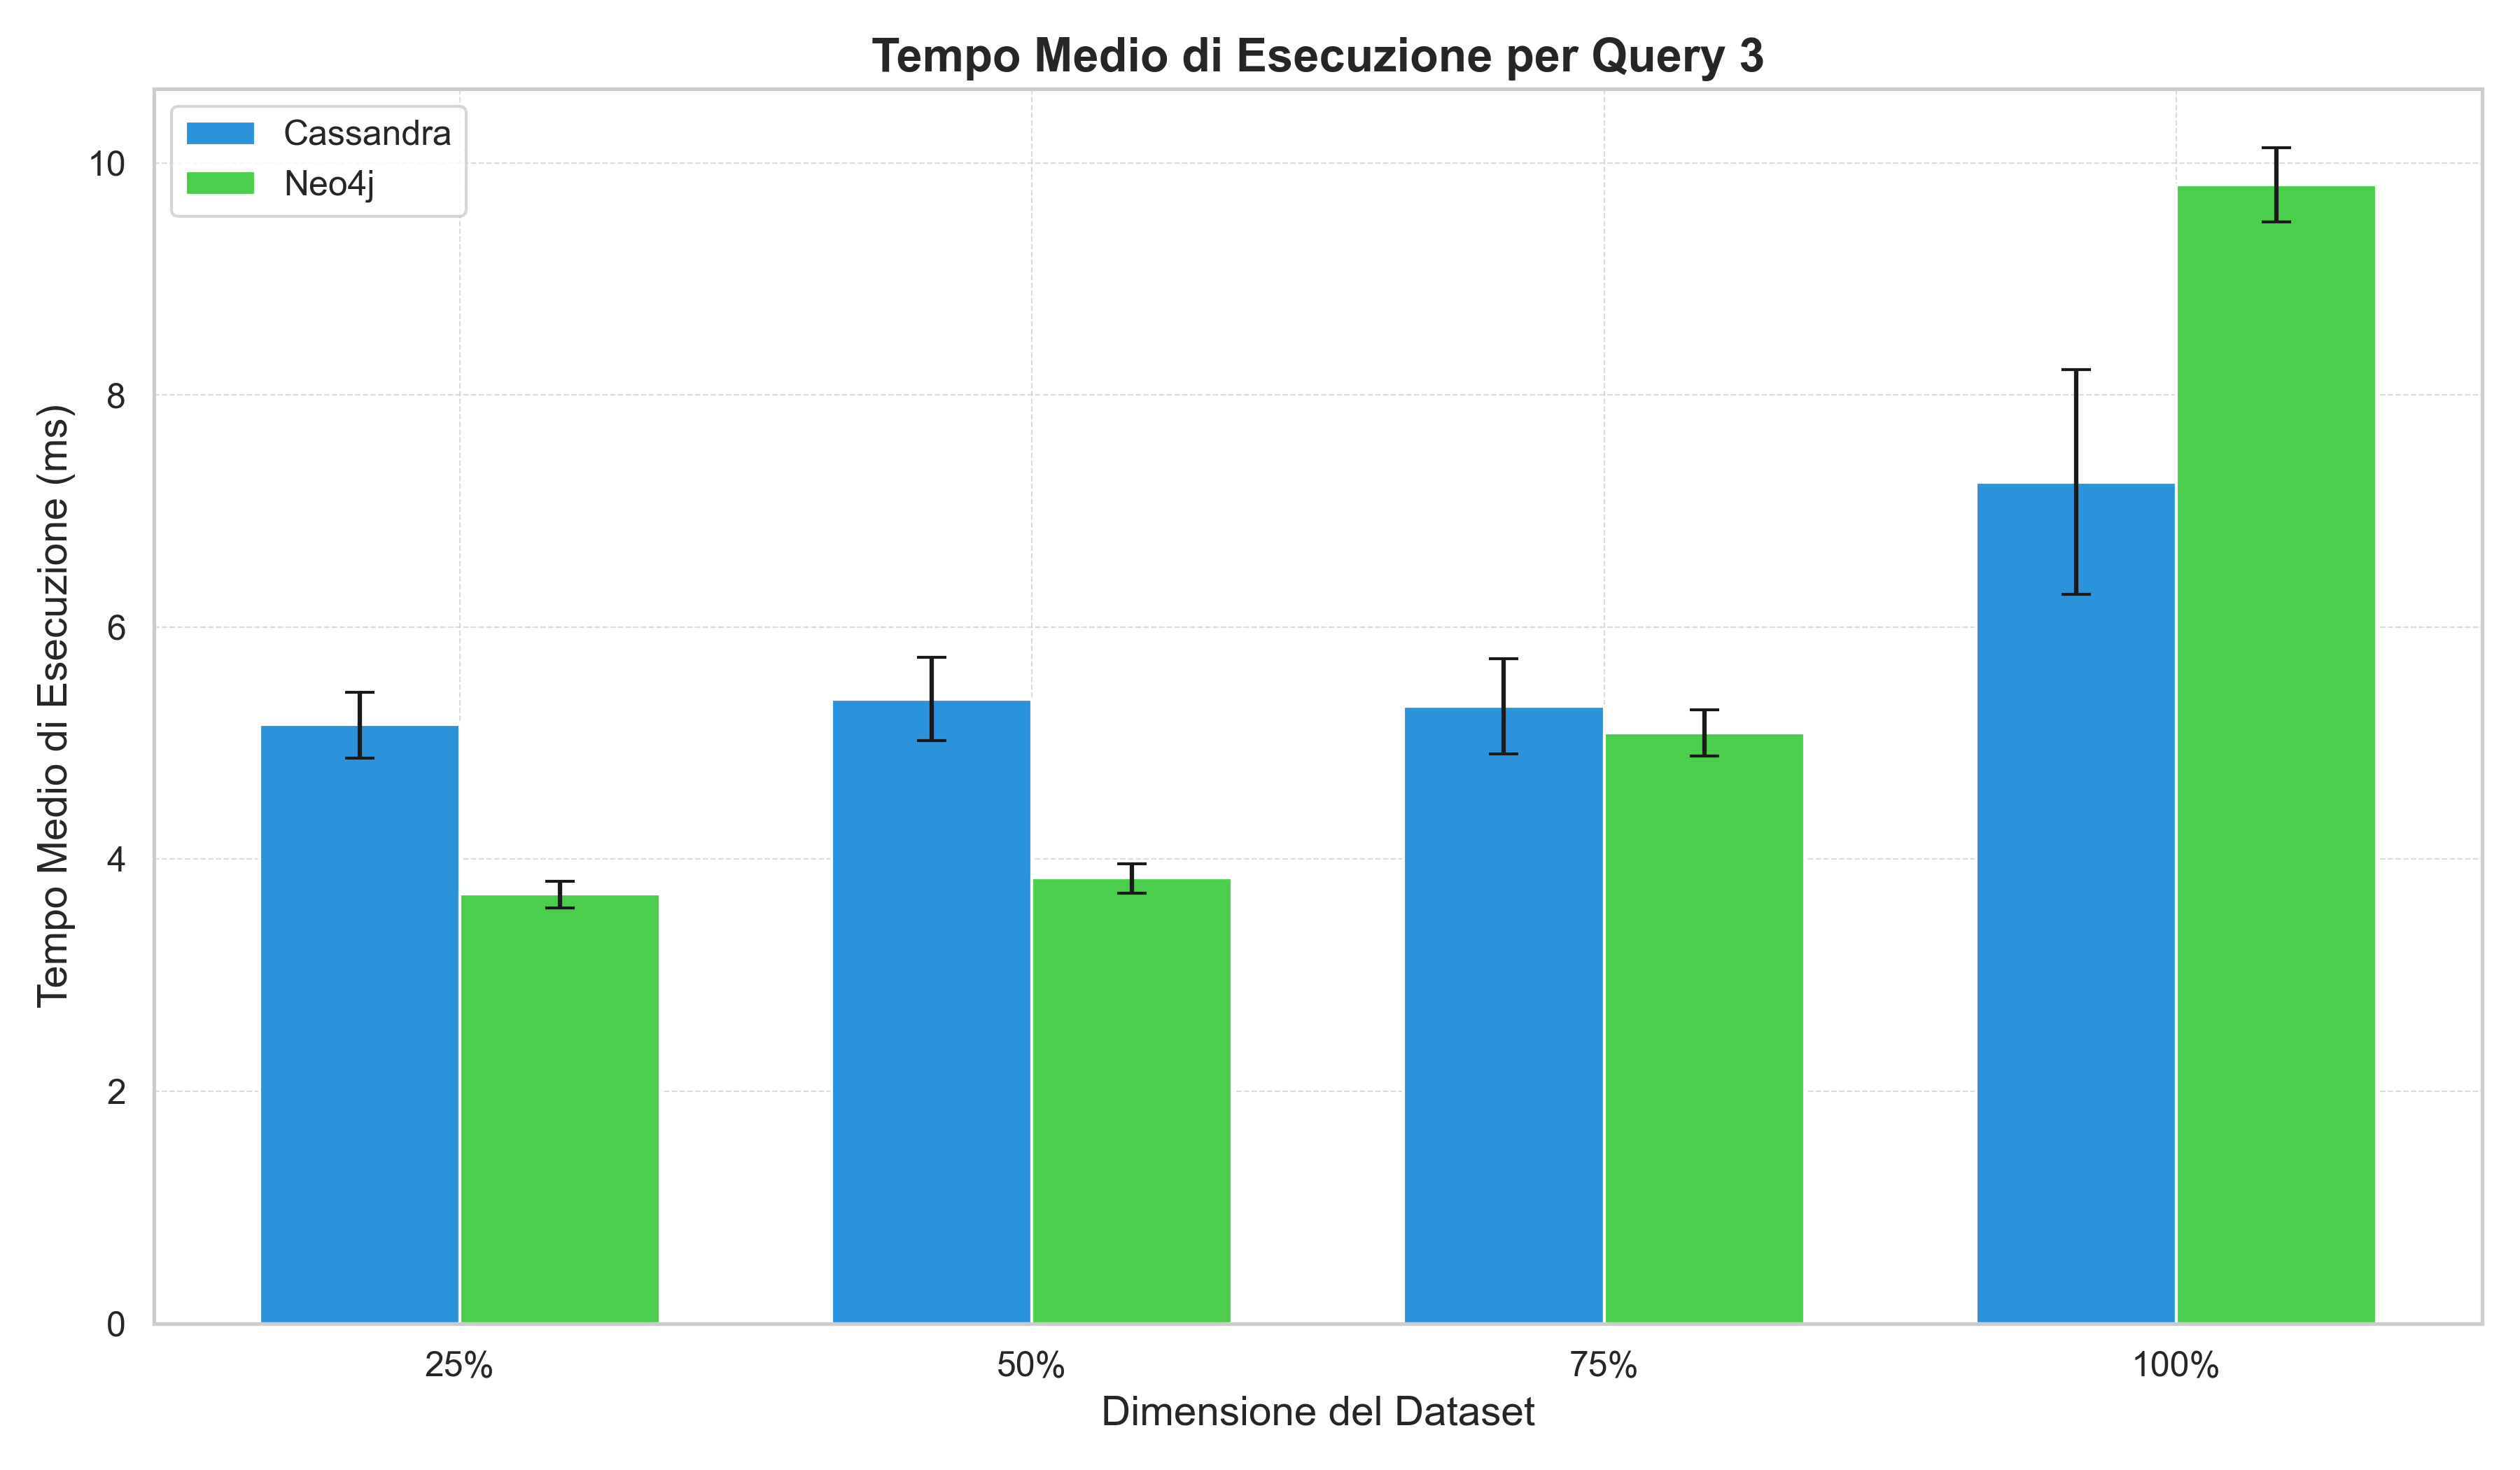 Tempo Medio di Esecuzione per Query 3
Cassandra
Neo4j
Tempo Medio di Esecuzione (ms)
10
8
6
4
2
0
25%
50%
75%
100%
Dimensione del Dataset